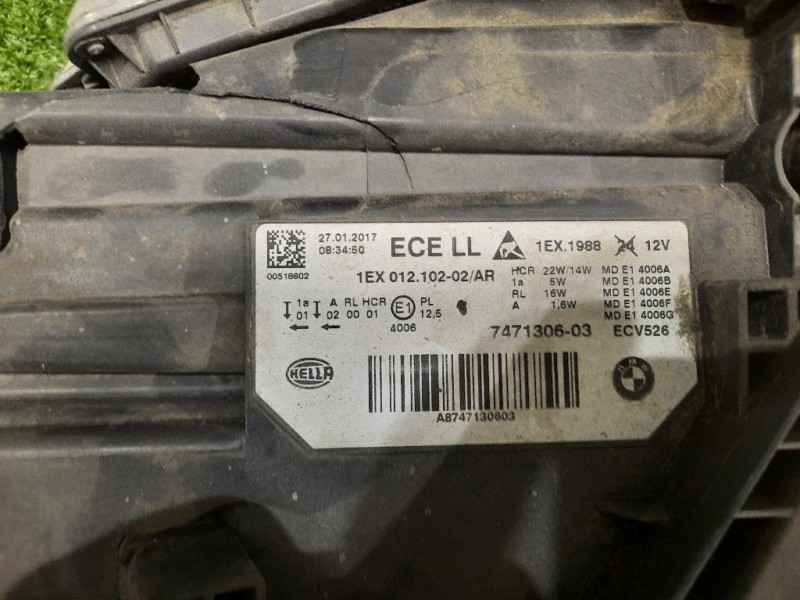 27.01.2017
08:34:50
00518602
ECE LL
1EX.1988 24 12V
1EX 012.102-02/AR
HCR 22W/14W MD E1 4006A
1a 5W MD E1 4006B
RL 16W MD E1 4006E
A 1,6W MD E1 4006F
MD E1 4006G
1a A RL HCR E1 PL
01 02 00 01 12,5
4006
7471306-03 ECV526
HELLA
BMW
A8747130603